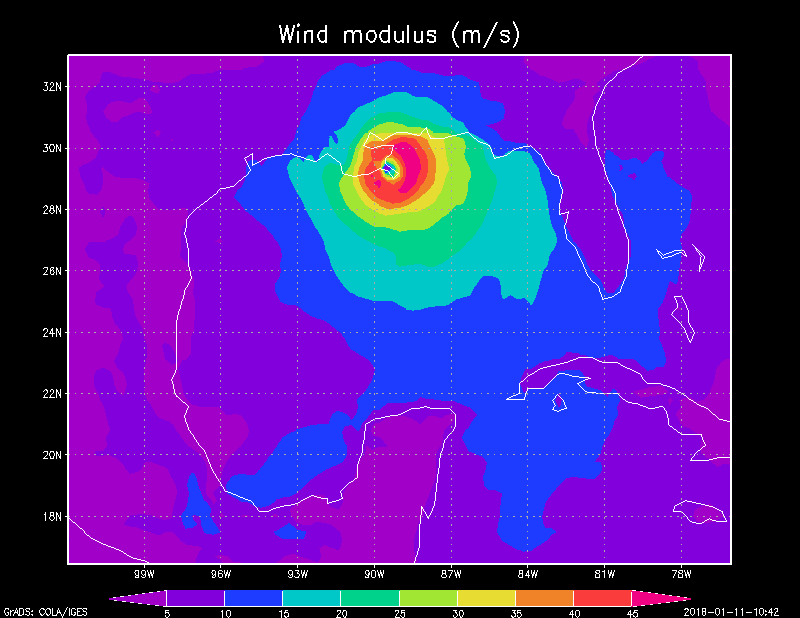 Wind modulus (m/s)
32N
30N
28N
26N
24N
22N
20N
18N
99W 96W 93W 90W 87W 84W 81W 78W
5 10 15 20 25 30 35 40 45
GrADS: COLA/IGES 2018-01-11-10:42